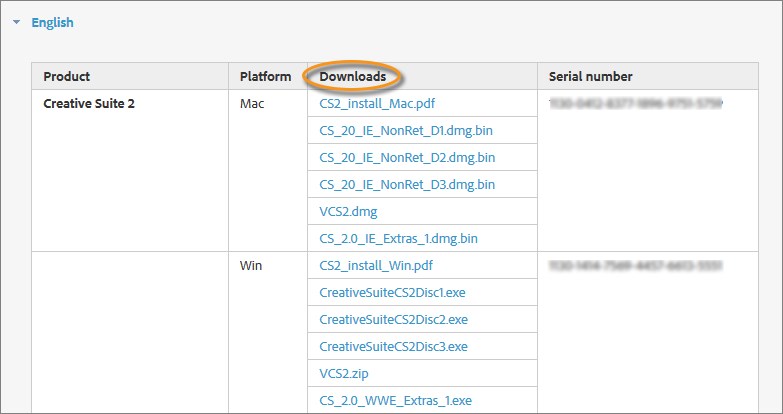 English
Product Platform Downloads Serial number
Creative Suite 2 Mac CS2_install_Mac.pdf
CS_20_IE_NonRet_D1.dmg.bin
CS_20_IE_NonRet_D2.dmg.bin
CS_20_IE_NonRet_D3.dmg.bin
VCS2.dmg
CS_2.0_IE_Extras_1.dmg.bin
Win CS2_install_Win.pdf
CreativeSuiteCS2Disc1.exe
CreativeSuiteCS2Disc2.exe
CreativeSuiteCS2Disc3.exe
VCS2.zip
CS_2.0_WWE_Extras_1.exe